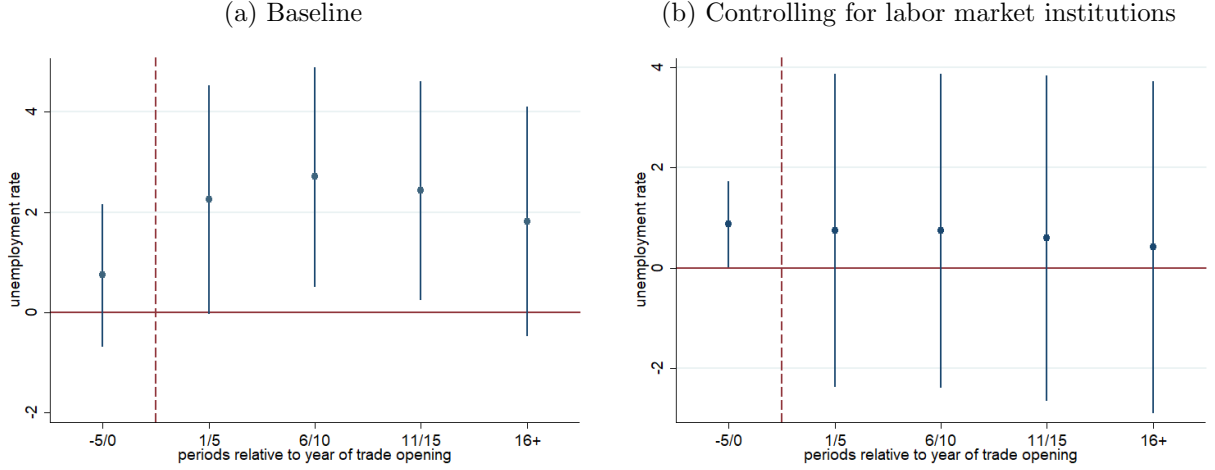 (a) Baseline
unemployment rate
4
2
0
-2
-5/0 1/5 6/10 11/15 16+
periods relative to year of trade opening
(b) Controlling for labor market institutions
unemployment rate
4
2
0
-2
-5/0 1/5 6/10 11/15 16+
periods relative to year of trade opening